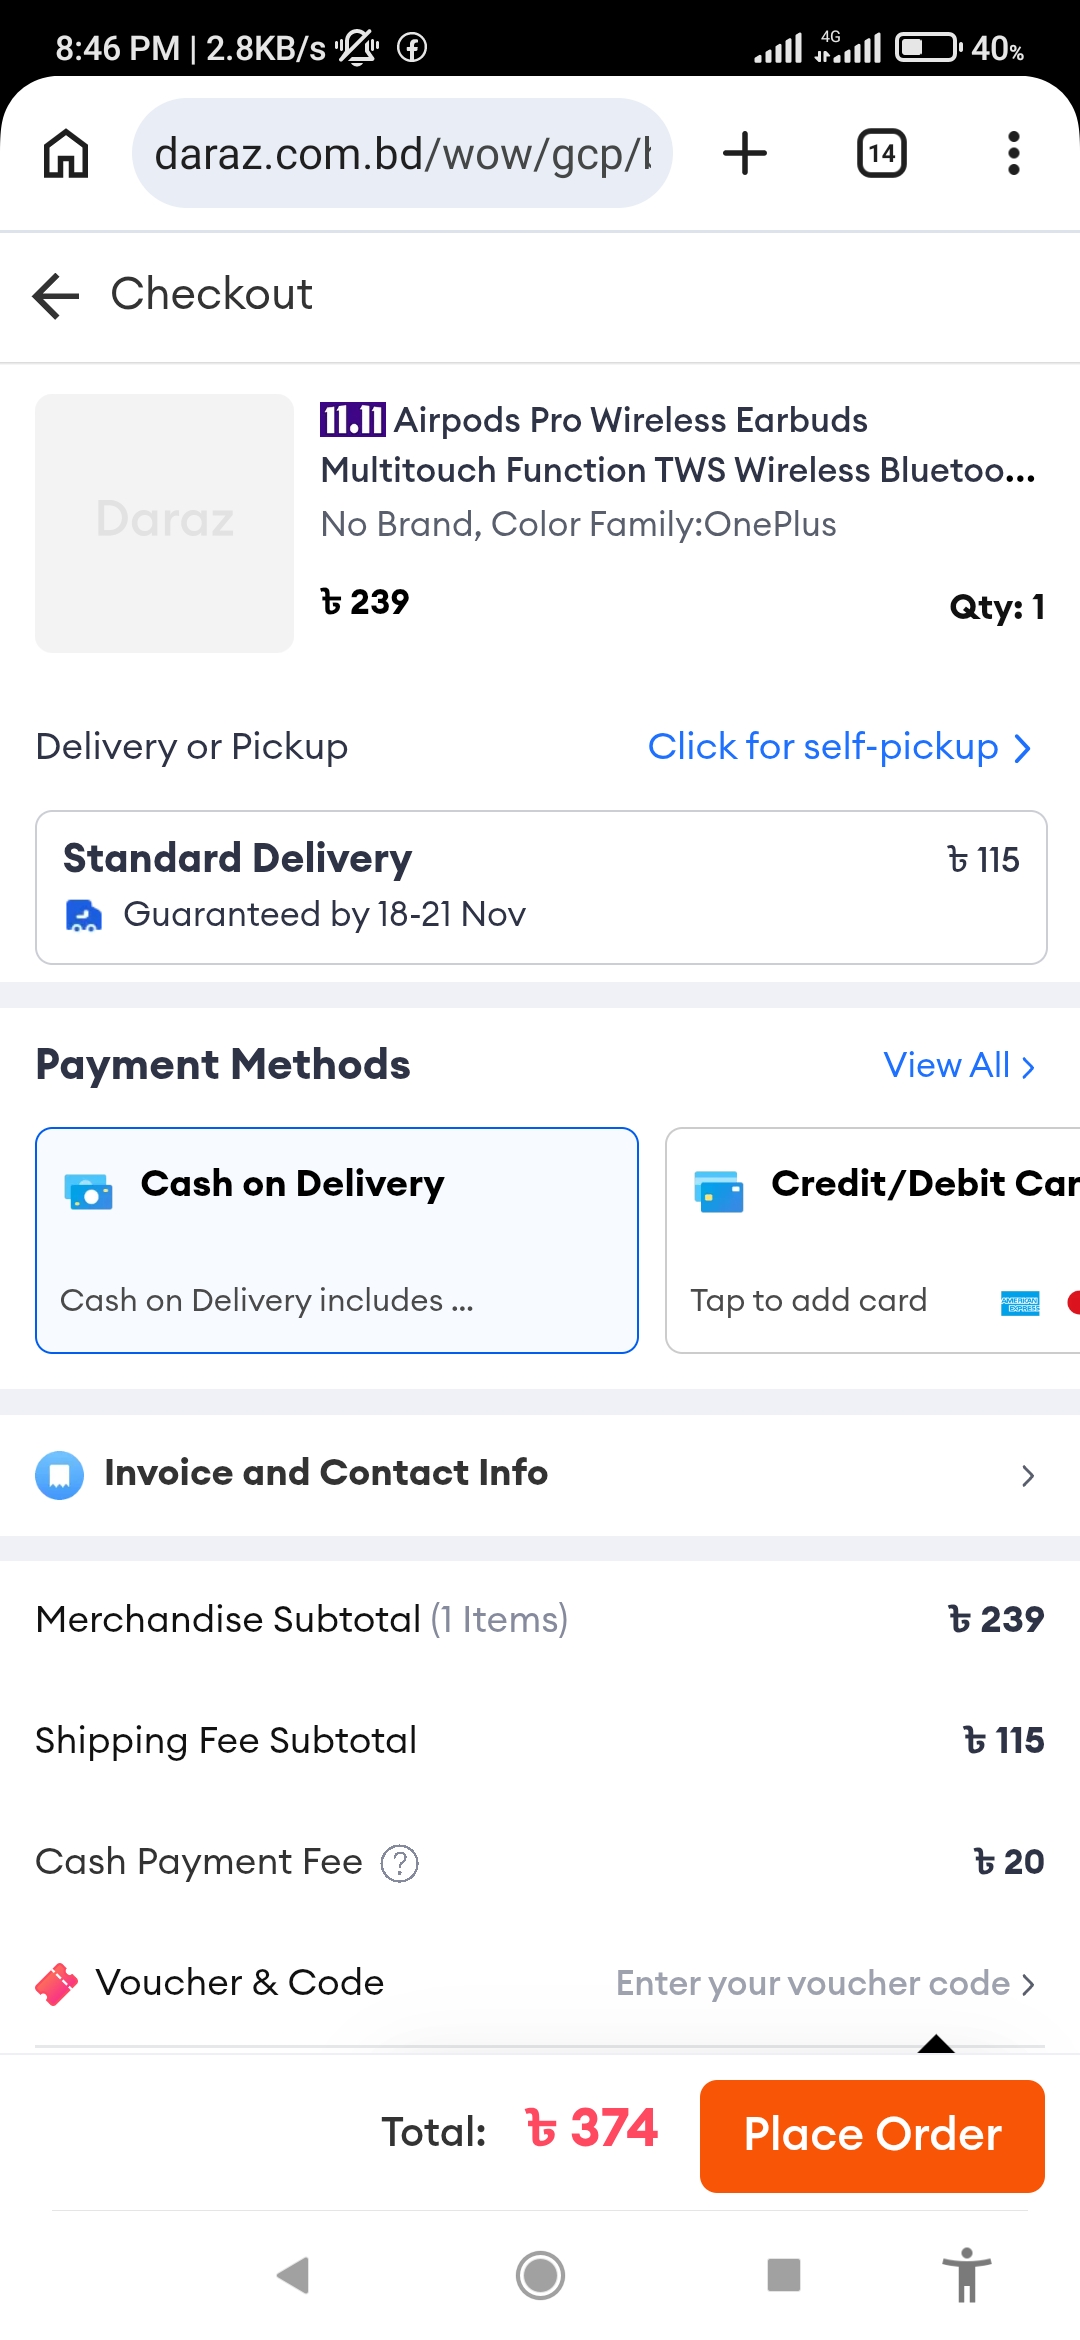 8:46 PM | 2.8KB/s
4G
40%
daraz.com.bd/wow/gcp/
14
Checkout
Daraz
11.11 Airpods Pro Wireless Earbuds
Multitouch Function TWS Wireless Bluetoo...
No Brand, Color Family:OnePlus
৳ 239
Qty: 1
Delivery or Pickup
Click for self-pickup
Standard Delivery
৳ 115
Guaranteed by 18-21 Nov
Payment Methods
View All
Cash on Delivery
Cash on Delivery includes ...
Credit/Debit Car
Tap to add card
AMERICAN EXPRESS
Invoice and Contact Info
Merchandise Subtotal (1 Items)
৳ 239
Shipping Fee Subtotal
৳ 115
Cash Payment Fee ?
৳ 20
Voucher & Code
Enter your voucher code
Total: ৳ 374
Place Order